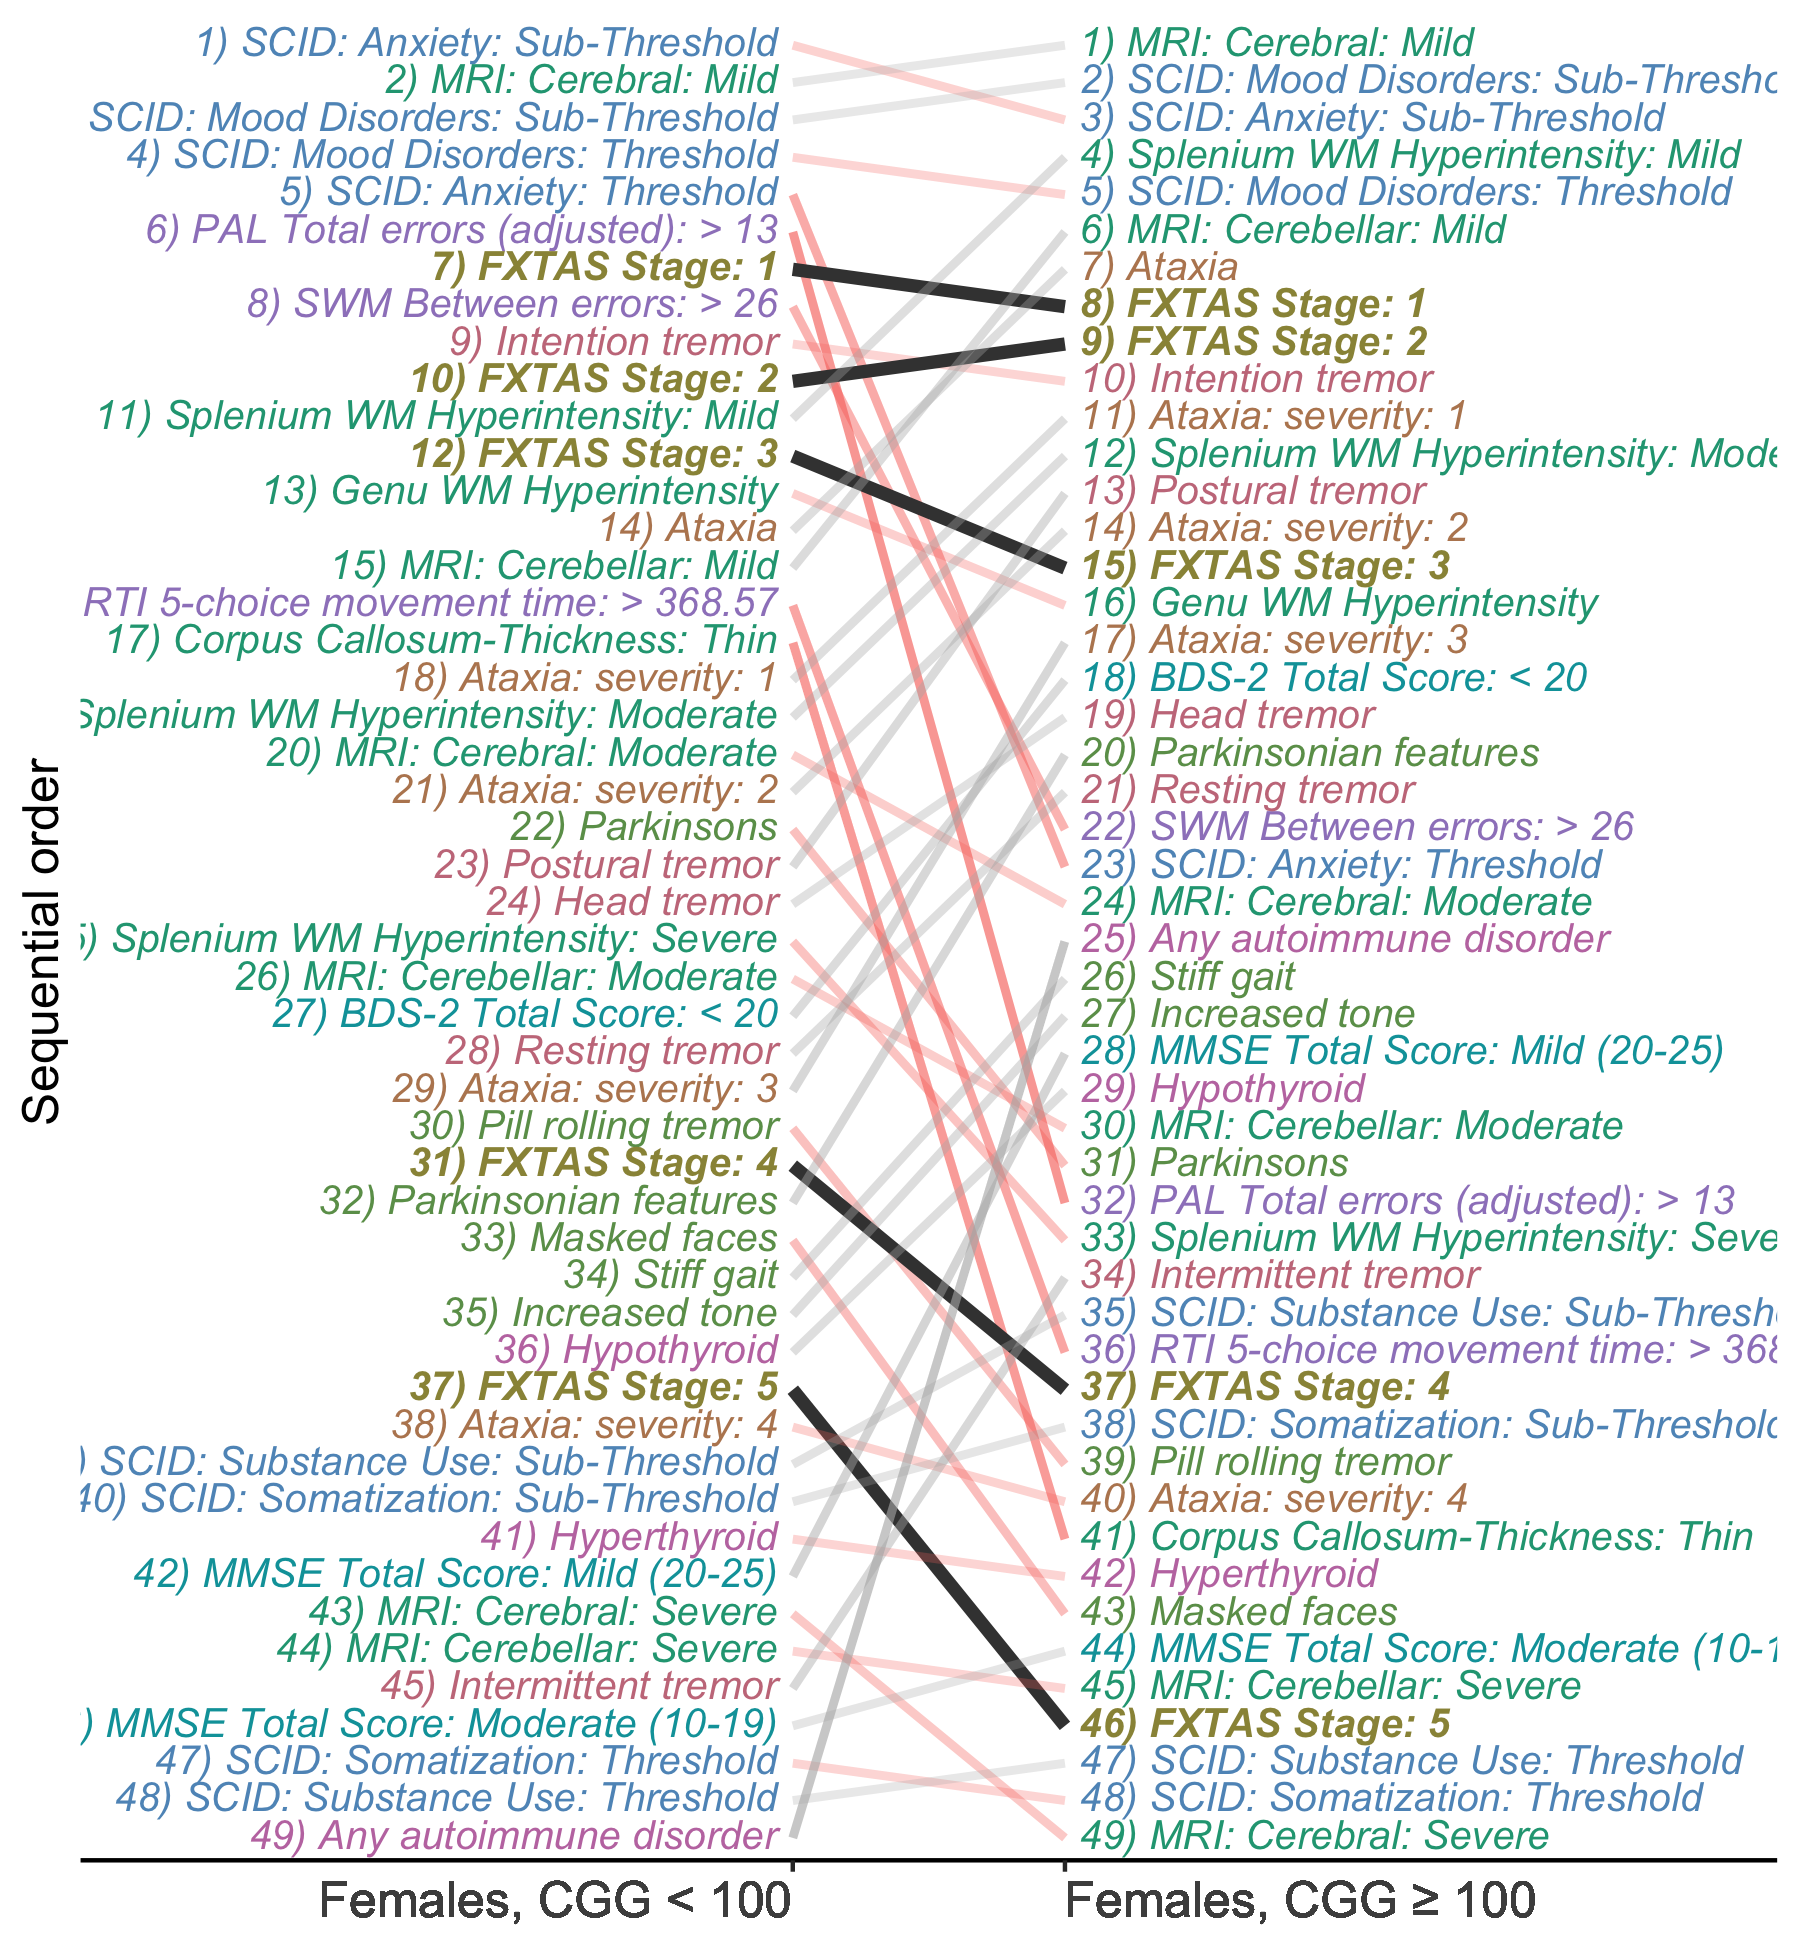 1) SCID: Anxiety: Sub-Threshold
2) MRI: Cerebral: Mild
SCID: Mood Disorders: Sub-Threshold
4) SCID: Mood Disorders: Threshold
5) SCID: Anxiety: Threshold
6) PAL Total errors (adjusted): > 13
7) FXTAS Stage: 1
8) SWM Between errors: > 26
9) Intention tremor
10) FXTAS Stage: 2
11) Splenium WM Hyperintensity: Mild
12) FXTAS Stage: 3
13) Genu WM Hyperintensity
14) Ataxia
15) MRI: Cerebellar: Mild
RTI 5-choice movement time: > 368.57
17) Corpus Callosum-Thickness: Thin
18) Ataxia: severity: 1
Splenium WM Hyperintensity: Moderate
20) MRI: Cerebral: Moderate
21) Ataxia: severity: 2
22) Parkinsons
23) Postural tremor
24) Head tremor
) Splenium WM Hyperintensity: Severe
26) MRI: Cerebellar: Moderate
27) BDS-2 Total Score: < 20
28) Resting tremor
29) Ataxia: severity: 3
30) Pill rolling tremor
31) FXTAS Stage: 4
32) Parkinsonian features
33) Masked faces
34) Stiff gait
35) Increased tone
36) Hypothyroid
37) FXTAS Stage: 5
38) Ataxia: severity: 4
) SCID: Substance Use: Sub-Threshold
40) SCID: Somatization: Sub-Threshold
41) Hyperthyroid
42) MMSE Total Score: Mild (20-25)
43) MRI: Cerebral: Severe
44) MRI: Cerebellar: Severe
45) Intermittent tremor
) MMSE Total Score: Moderate (10-19)
47) SCID: Somatization: Threshold
48) SCID: Substance Use: Threshold
49) Any autoimmune disorder
1) MRI: Cerebral: Mild
2) SCID: Mood Disorders: Sub-Thresho
3) SCID: Anxiety: Sub-Threshold
4) Splenium WM Hyperintensity: Mild
5) SCID: Mood Disorders: Threshold
6) MRI: Cerebellar: Mild
7) Ataxia
8) FXTAS Stage: 1
9) FXTAS Stage: 2
10) Intention tremor
11) Ataxia: severity: 1
12) Splenium WM Hyperintensity: Mode
13) Postural tremor
14) Ataxia: severity: 2
15) FXTAS Stage: 3
16) Genu WM Hyperintensity
17) Ataxia: severity: 3
18) BDS-2 Total Score: < 20
19) Head tremor
20) Parkinsonian features
21) Resting tremor
22) SWM Between errors: > 26
23) SCID: Anxiety: Threshold
24) MRI: Cerebral: Moderate
25) Any autoimmune disorder
26) Stiff gait
27) Increased tone
28) MMSE Total Score: Mild (20-25)
29) Hypothyroid
30) MRI: Cerebellar: Moderate
31) Parkinsons
32) PAL Total errors (adjusted): > 13
33) Splenium WM Hyperintensity: Seve
34) Intermittent tremor
35) SCID: Substance Use: Sub-Thresh
36) RTI 5-choice movement time: > 368
37) FXTAS Stage: 4
38) SCID: Somatization: Sub-Threshold
39) Pill rolling tremor
40) Ataxia: severity: 4
41) Corpus Callosum-Thickness: Thin
42) Hyperthyroid
43) Masked faces
44) MMSE Total Score: Moderate (10-1
45) MRI: Cerebellar: Severe
46) FXTAS Stage: 5
47) SCID: Substance Use: Threshold
48) SCID: Somatization: Threshold
49) MRI: Cerebral: Severe
Sequential order
Females, CGG < 100
Females, CGG ≥ 100